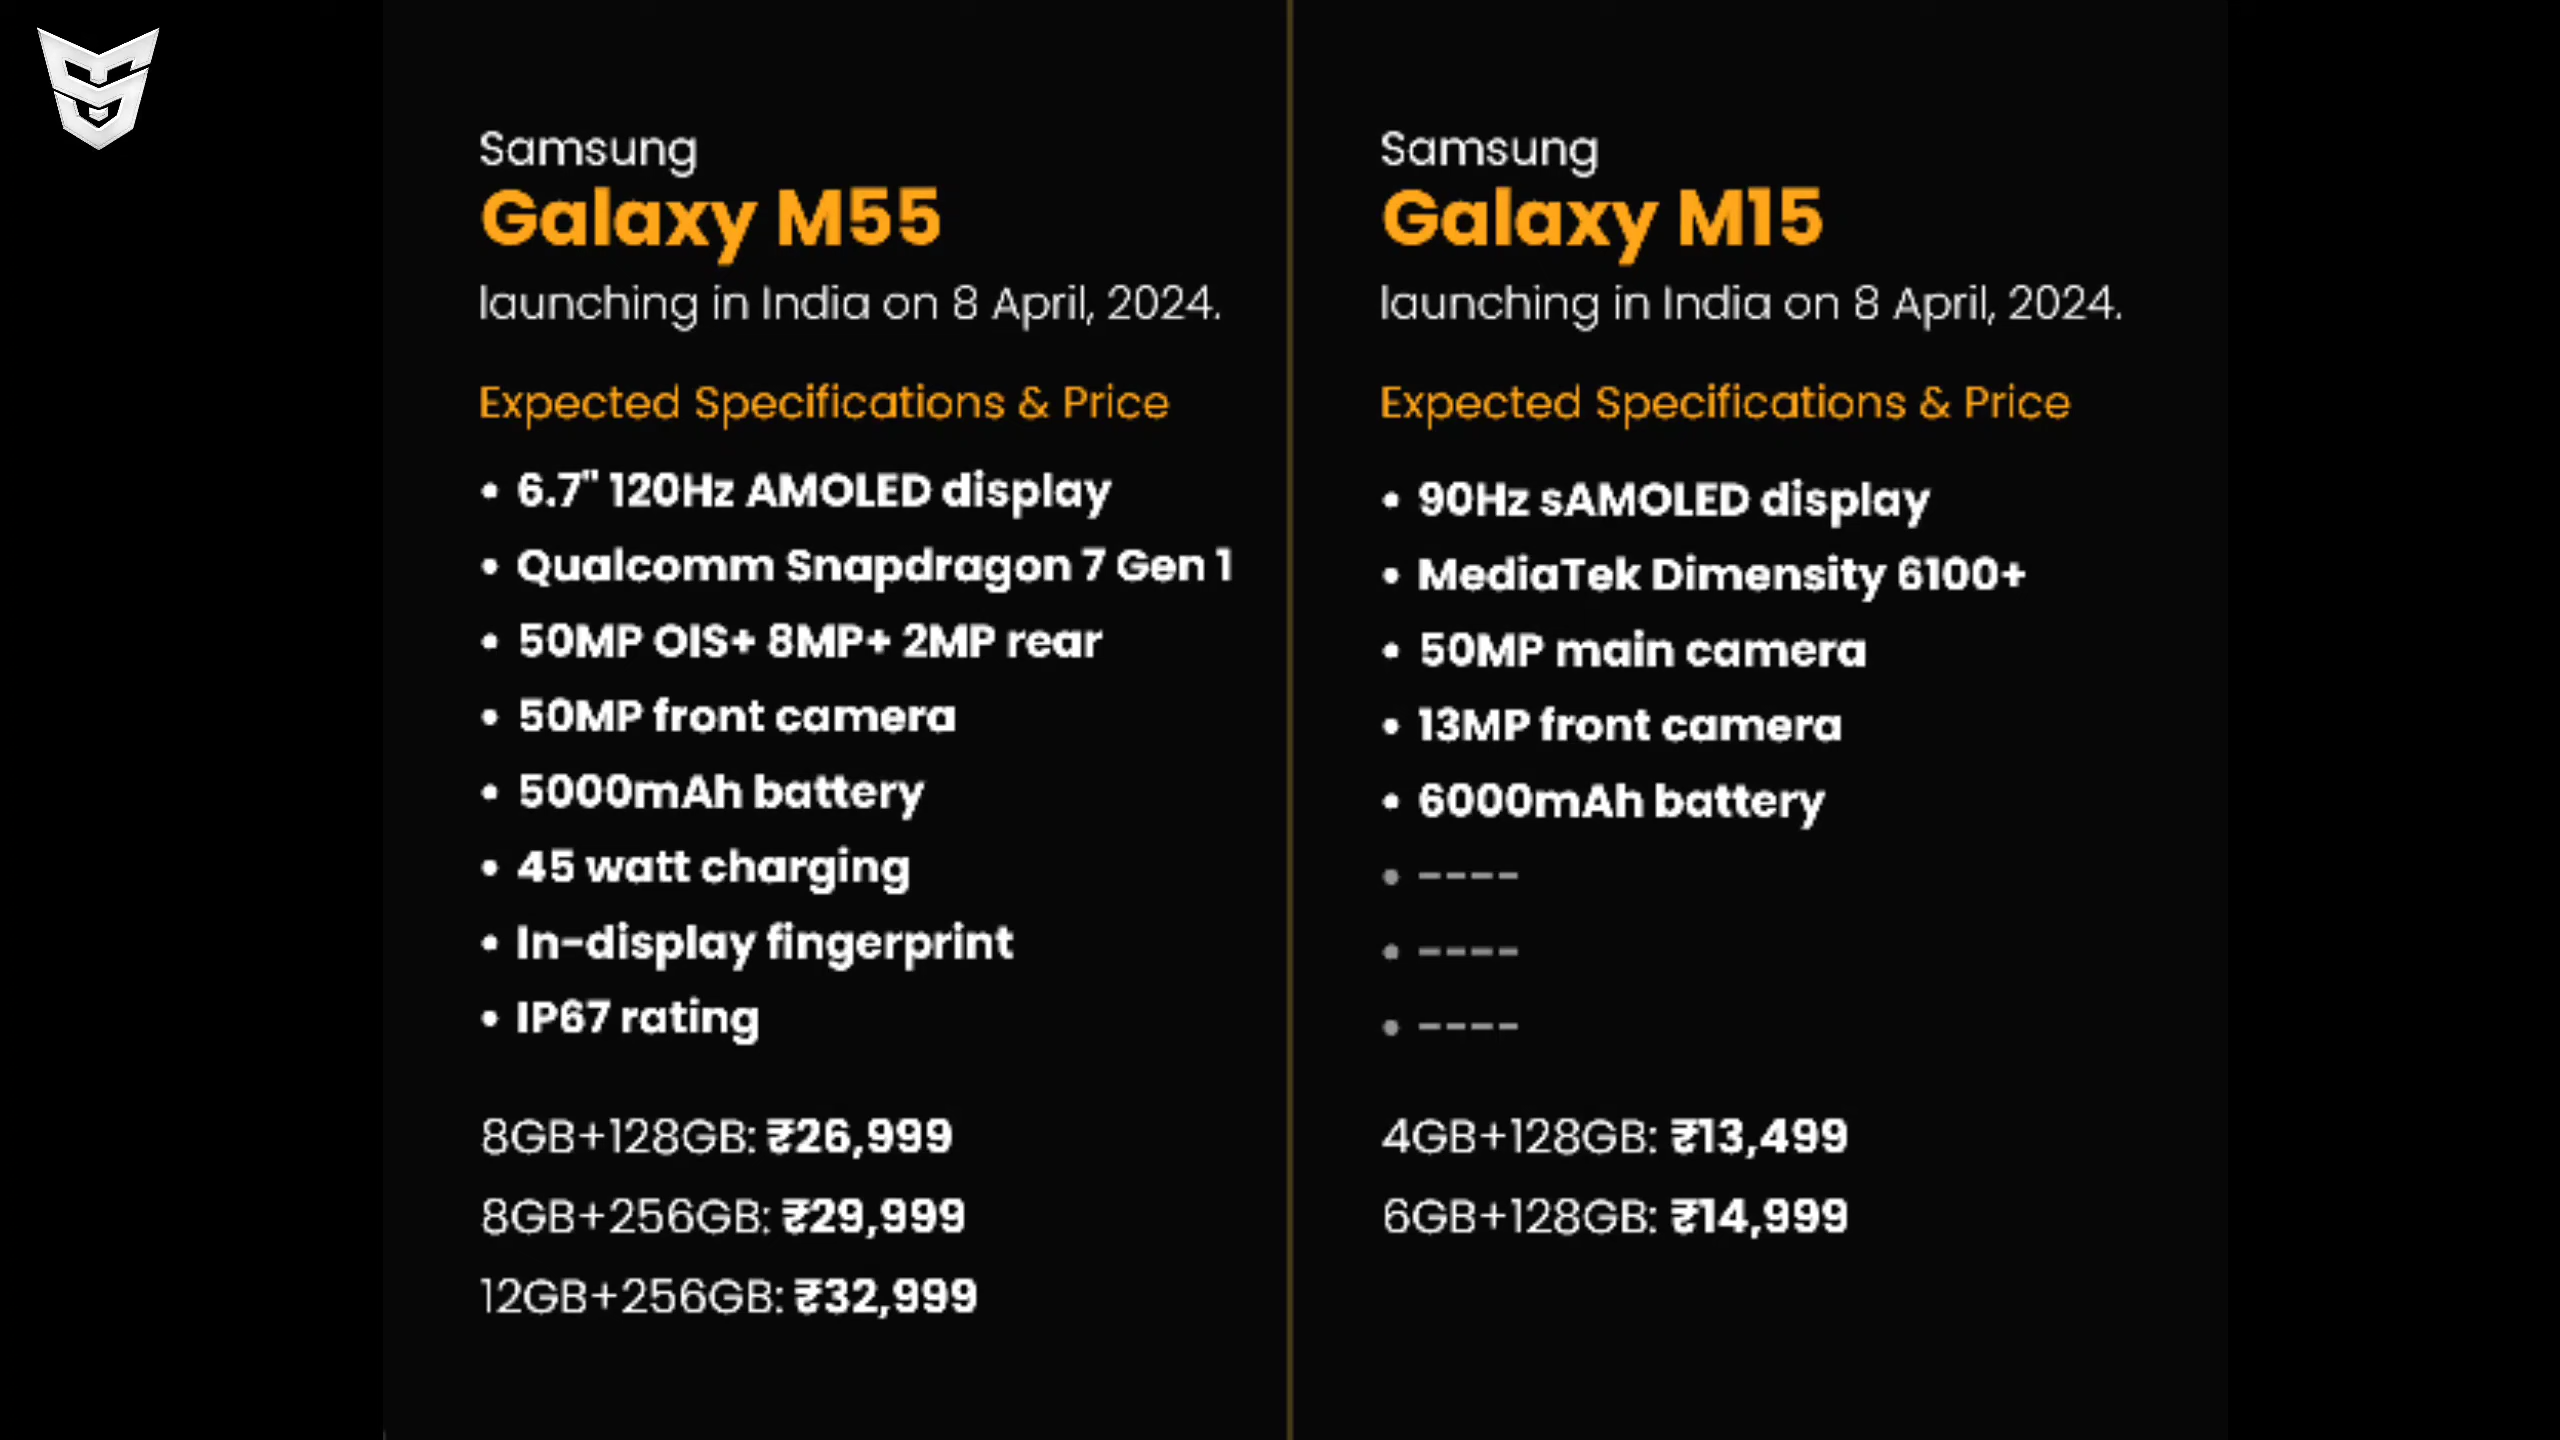 Samsung
Galaxy M55
launching in India on 8 April, 2024.
Expected Specifications & Price
• 6.7" 120Hz AMOLED display
• Qualcomm Snapdragon 7 Gen 1
• 50MP OIS+ 8MP+ 2MP rear
• 50MP front camera
• 5000mAh battery
• 45 watt charging
• In-display fingerprint
• IP67 rating
8GB+128GB: ₹26,999
8GB+256GB: ₹29,999
12GB+256GB: ₹32,999
Samsung
Galaxy M15
launching in India on 8 April, 2024.
Expected Specifications & Price
• 90Hz sAMOLED display
• MediaTek Dimensity 6100+
• 50MP main camera
• 13MP front camera
• 6000mAh battery
• ----
• ----
• ----
4GB+128GB: ₹13,499
6GB+128GB: ₹14,999